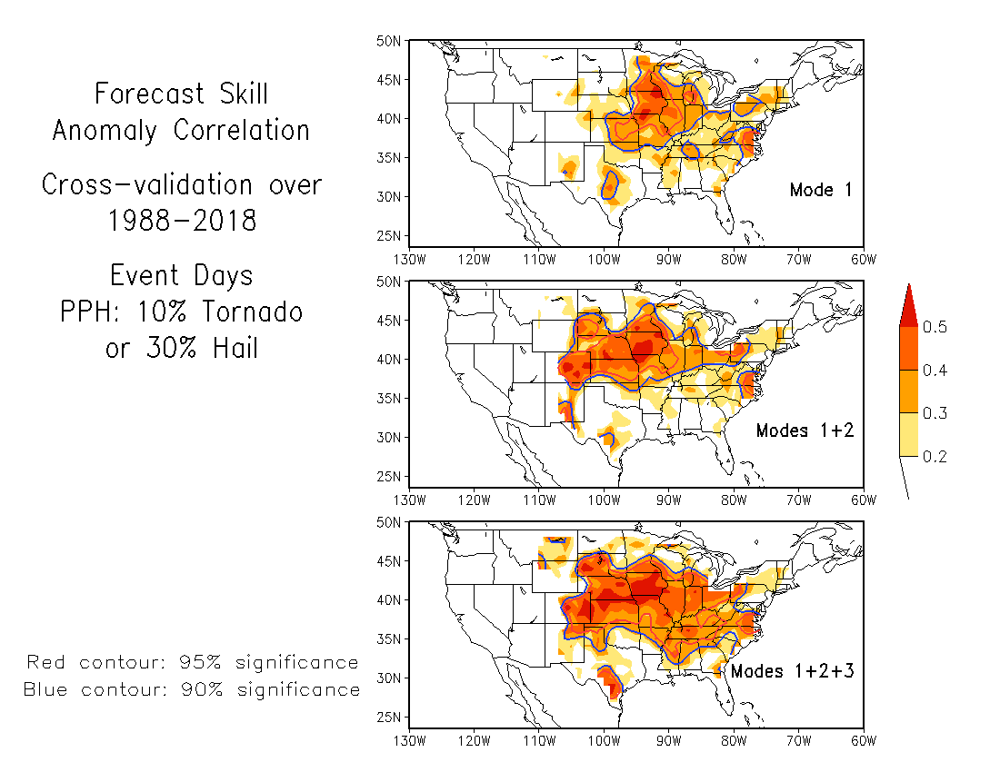 Forecast Skill
Anomaly Correlation
Cross-validation over
1988-2018
Event Days
PPH: 10% Tornado
or 30% Hail
Red contour: 95% significance
Blue contour: 90% significance
50N
45N
40N
35N
30N
25N
130W 120W 110W 100W 90W 80W 70W 60W
Mode 1
50N
45N
40N
35N
30N
25N
130W 120W 110W 100W 90W 80W 70W 60W
Modes 1+2
50N
45N
40N
35N
30N
25N
130W 120W 110W 100W 90W 80W 70W 60W
Modes 1+2+3
0.5
0.4
0.3
0.2